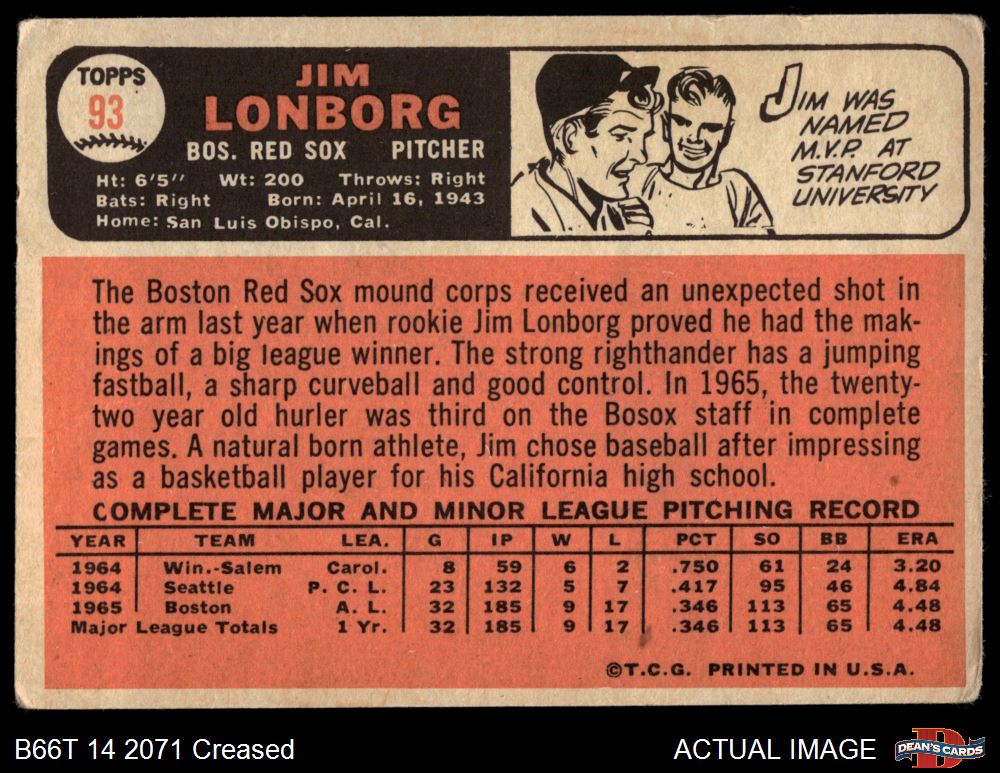 TOPPS
93
JIM
LONBORG
BOS. RED SOX PITCHER
Ht: 6'5" Wt: 200 Throws: Right
Bats: Right Born: April 16, 1943
Home: San Luis Obispo, Cal.
JIM WAS
NAMED
M.V.P. AT
STANFORD
UNIVERSITY
The Boston Red Sox mound corps received an unexpected shot in
the arm last year when rookie Jim Lonborg proved he had the mak-
ings of a big league winner. The strong righthander has a jumping
fastball, a sharp curveball and good control. In 1965, the twenty-
two year old hurler was third on the Bosox staff in complete
games. A natural born athlete, Jim chose baseball after impressing
as a basketball player for his California high school.
COMPLETE MAJOR AND MINOR LEAGUE PITCHING RECORD
YEAR TEAM LEA. G IP W L PCT SO BB ERA
1964 Win.-Salem Carol. 8 59 6 2 .750 61 24 3.20
1964 Seattle P. C. L. 23 132 5 7 .417 95 46 4.84
1965 Boston A. L. 32 185 9 17 .346 113 65 4.48
Major League Totals 1 Yr. 32 185 9 17 .346 113 65 4.48
©T.C.G. PRINTED IN U.S.A.
B66T 14 2071 Creased
ACTUAL IMAGE
DEAN'S CARDS